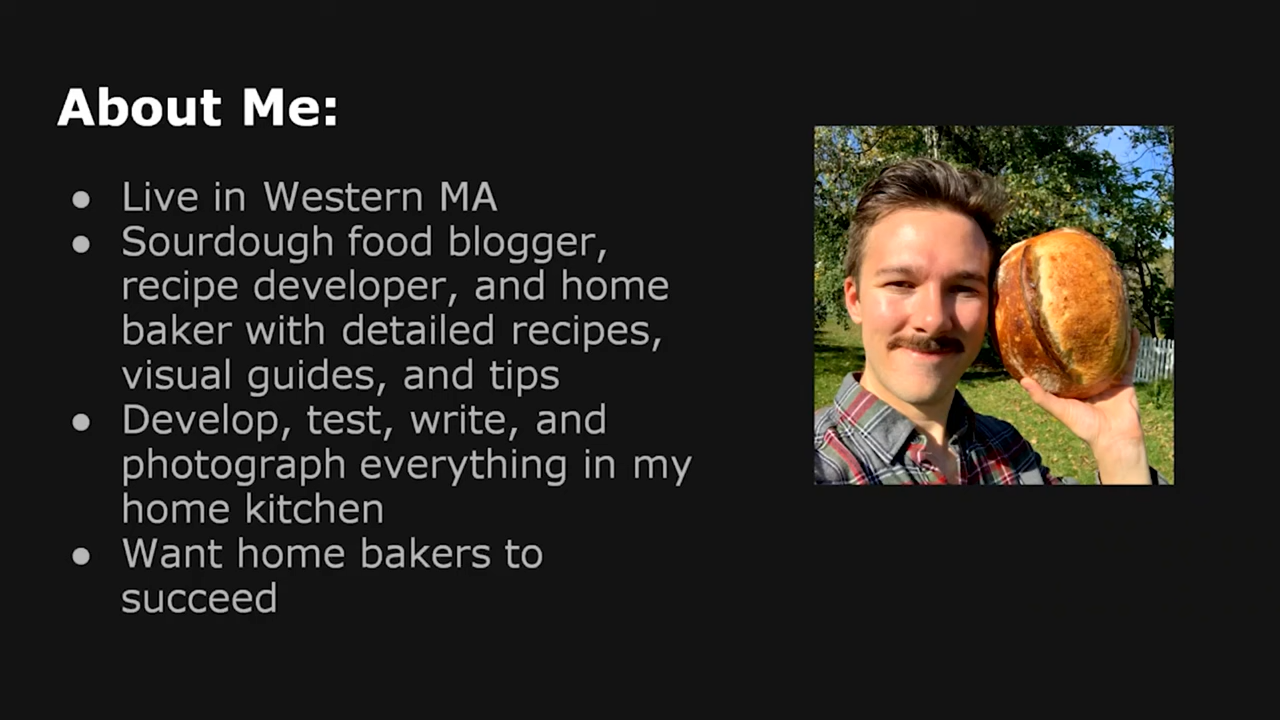 About Me:
● Live in Western MA
● Sourdough food blogger,
recipe developer, and home
baker with detailed recipes,
visual guides, and tips
● Develop, test, write, and
photograph everything in my
home kitchen
● Want home bakers to
succeed